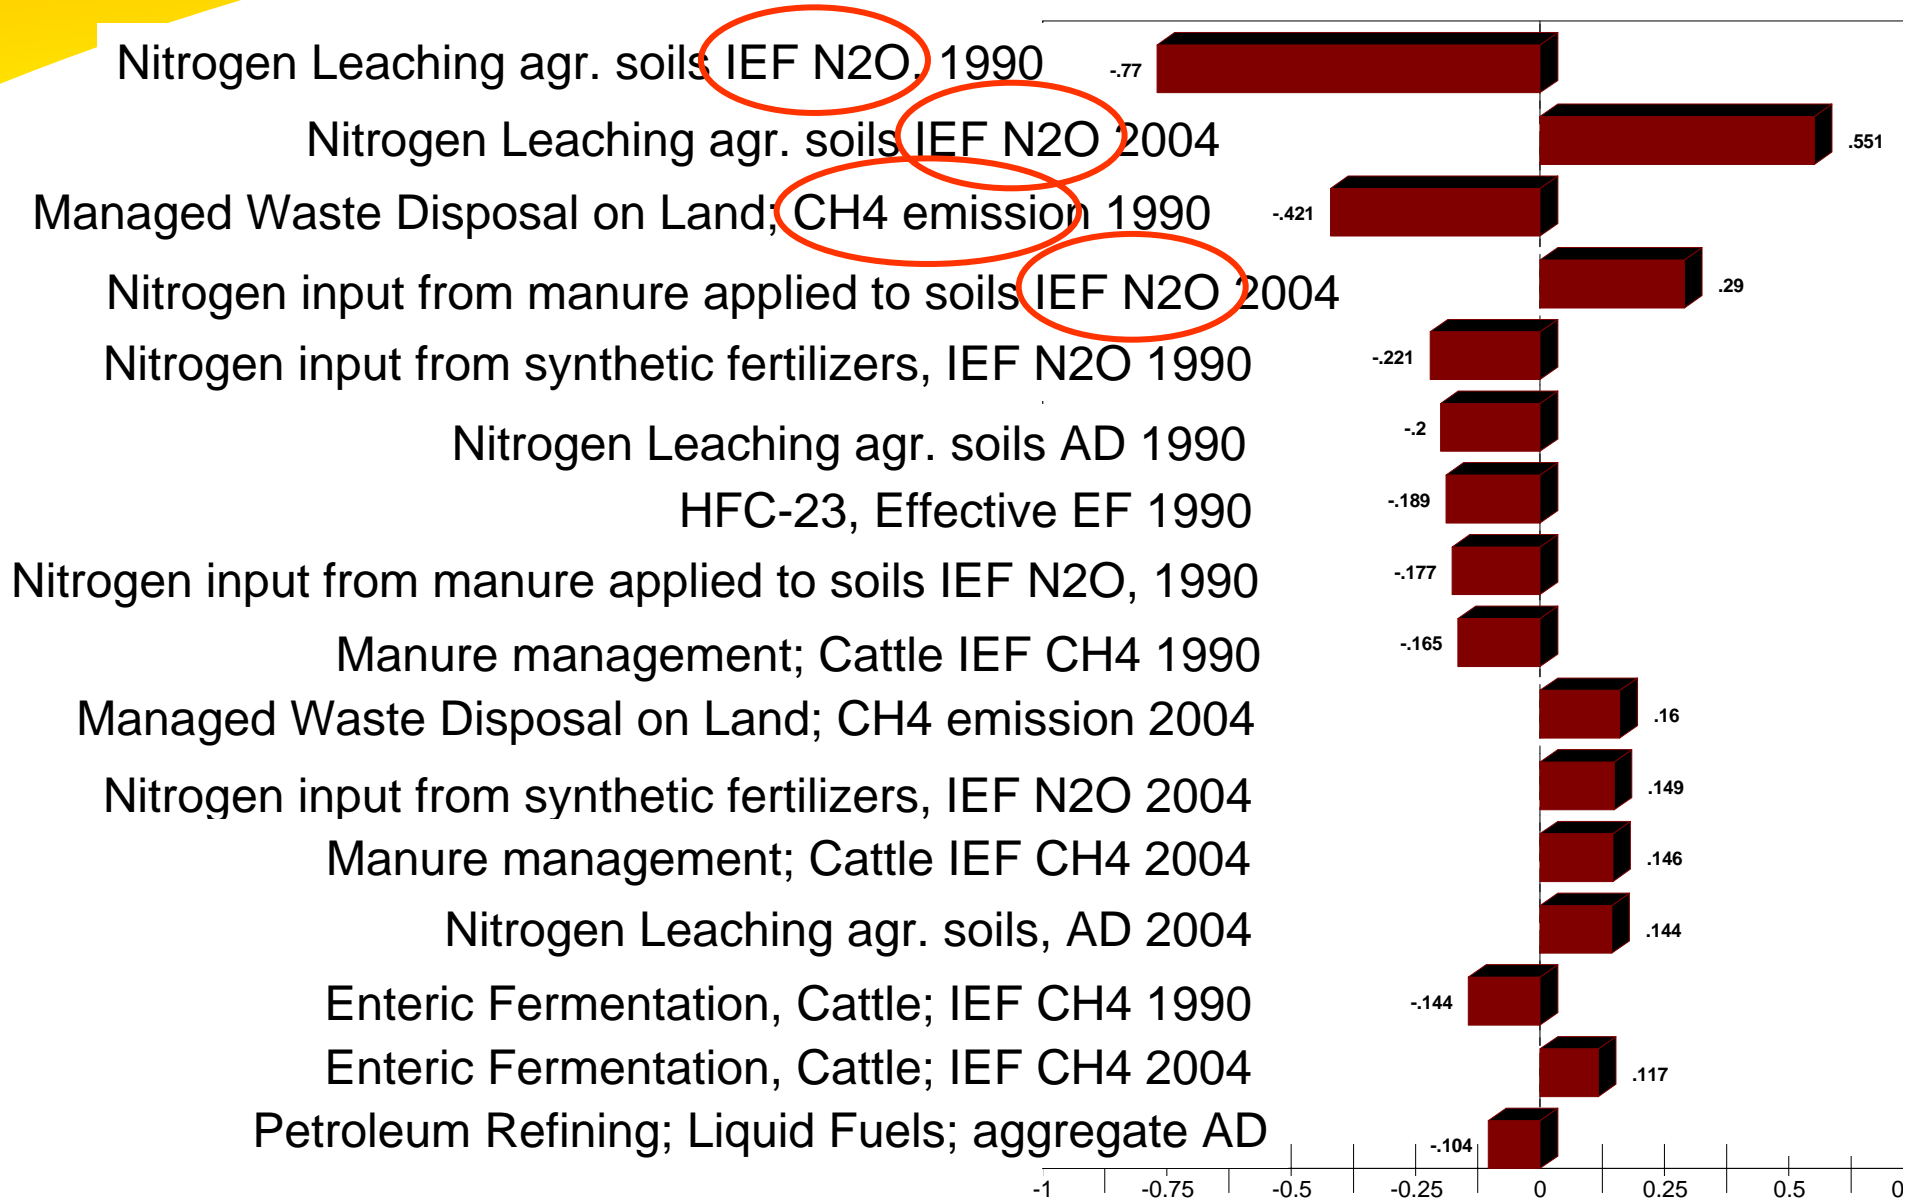 Nitrogen Leaching agr. soils IEF N2O, 1990 -.77
Nitrogen Leaching agr. soils IEF N2O 2004 .551
Managed Waste Disposal on Land; CH4 emission 1990 -.421
Nitrogen input from manure applied to soils IEF N2O 2004 .29
Nitrogen input from synthetic fertilizers, IEF N2O 1990 -.221
Nitrogen Leaching agr. soils AD 1990 -.2
HFC-23, Effective EF 1990 -.189
Nitrogen input from manure applied to soils IEF N2O, 1990 -.177
Manure management; Cattle IEF CH4 1990 -.165
Managed Waste Disposal on Land; CH4 emission 2004 .16
Nitrogen input from synthetic fertilizers, IEF N2O 2004 .149
Manure management; Cattle IEF CH4 2004 .146
Nitrogen Leaching agr. soils, AD 2004 .144
Enteric Fermentation, Cattle; IEF CH4 1990 -.144
Enteric Fermentation, Cattle; IEF CH4 2004 .117
Petroleum Refining; Liquid Fuels; aggregate AD -.104
-1 -0.75 -0.5 -0.25 0 0.25 0.5 0